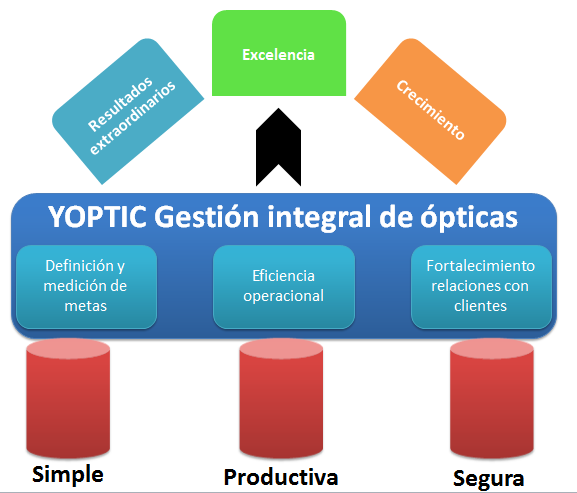 Excelencia
Resultados
extraordinarios
Crecimiento
YOPTIC Gestión integral de ópticas
Definición y
medición de
metas
Eficiencia
operacional
Fortalecimiento
relaciones con
clientes
Simple
Productiva
Segura